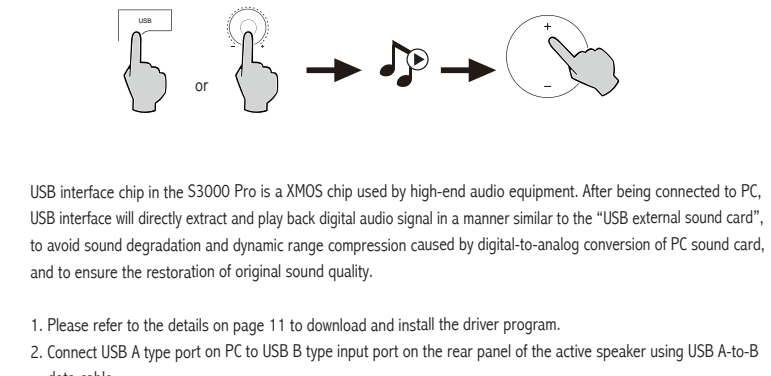 USB
- +
or
+
-
USB interface chip in the S3000 Pro is a XMOS chip used by high-end audio equipment. After being connected to PC,
USB interface will directly extract and play back digital audio signal in a manner similar to the “USB external sound card”,
to avoid sound degradation and dynamic range compression caused by digital-to-analog conversion of PC sound card,
and to ensure the restoration of original sound quality.
1. Please refer to the details on page 11 to download and install the driver program.
2. Connect USB A type port on PC to USB B type input port on the rear panel of the active speaker using USB A-to-B
data cable